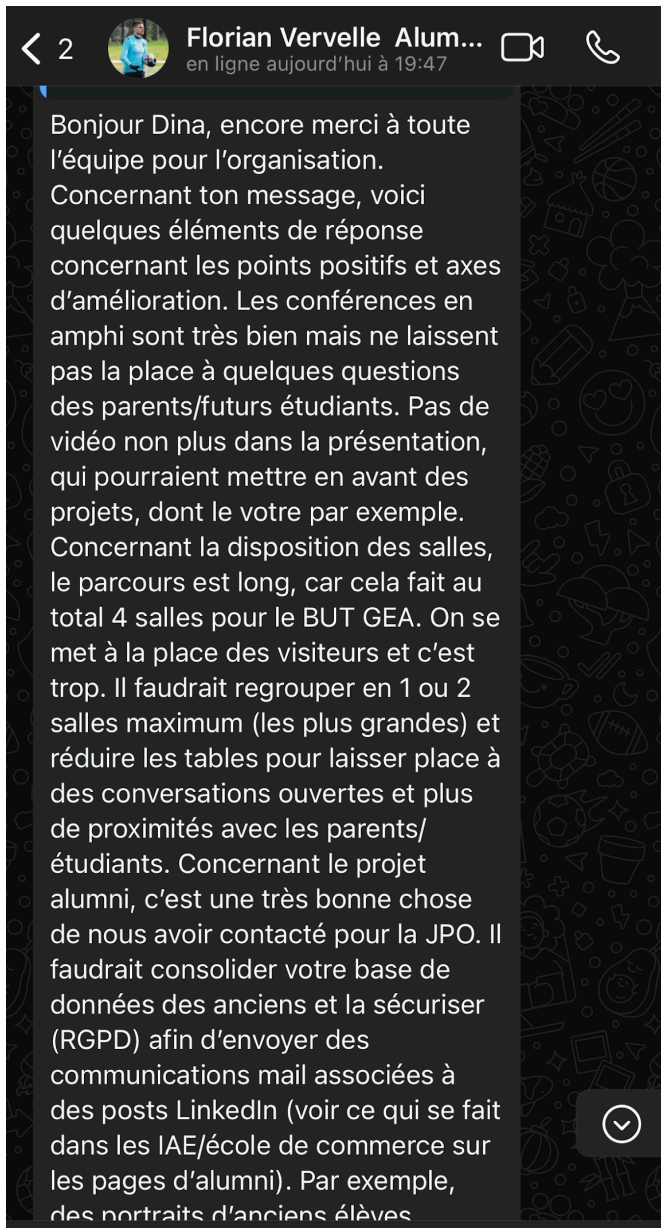 2
Florian Vervelle Alum...
en ligne aujourd'hui à 19:47
Bonjour Dina, encore merci à toute
l'équipe pour l'organisation.
Concernant ton message, voici
quelques éléments de réponse
concernant les points positifs et axes
d'amélioration. Les conférences en
amphi sont très bien mais ne laissent
pas la place à quelques questions
des parents/futurs étudiants. Pas de
vidéo non plus dans la présentation,
qui pourraient mettre en avant des
projets, dont le votre par exemple.
Concernant la disposition des salles,
le parcours est long, car cela fait au
total 4 salles pour le BUT GEA. On se
met à la place des visiteurs et c'est
trop. Il faudrait regrouper en 1 ou 2
salles maximum (les plus grandes) et
réduire les tables pour laisser place à
des conversations ouvertes et plus
de proximités avec les parents/
étudiants. Concernant le projet
alumni, c'est une très bonne chose
de nous avoir contacté pour la JPO. Il
faudrait consolider votre base de
données des anciens et la sécuriser
(RGPD) afin d'envoyer des
communications mail associées à
des posts LinkedIn (voir ce qui se fait
dans les IAE/école de commerce sur
les pages d'alumni). Par exemple,
des portraits d'anciens élèves